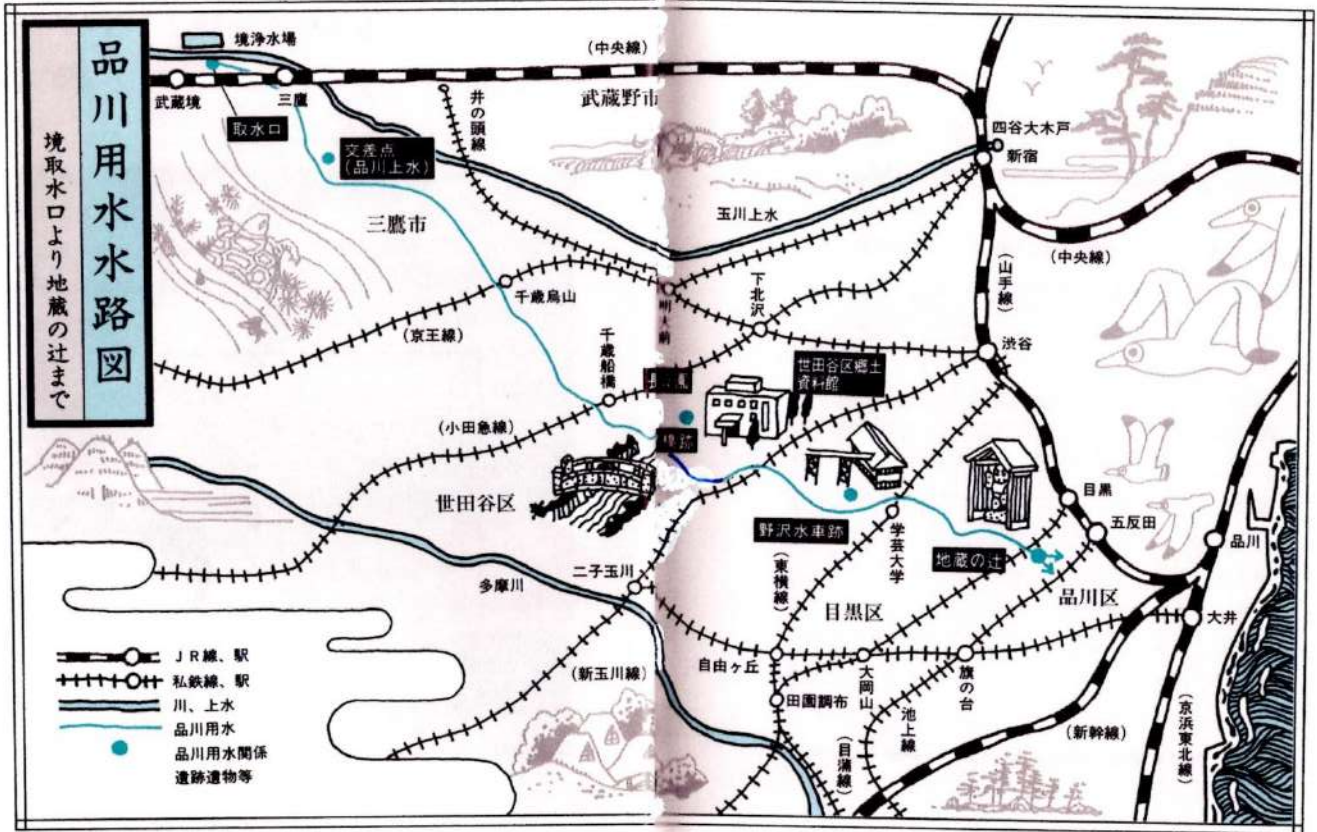 品川用水水路図
境取水口より地蔵の辻まで
境浄水場
(中央線)
武蔵境
三鷹
井の頭線
武蔵野市
取水口
交差点
(品川上水)
三鷹市
四谷大木戸
新宿
玉川上水
(中央線)
(山手線)
千歳烏山
下北沢
(京王線)
千歳船橋
渋谷
世田谷区郷土
資料館
(小田急線)
世田谷区
目黒
五反田
品川
野沢水車跡
学芸大学
地蔵の辻
二子玉川
多摩川
(東横線)
目黒区
品川区
大井
自由ヶ丘
大岡山
旗の台
(新玉川線)
田園調布
池上線
(目蒲線)
(新幹線)
(京浜東北線)
JR線、駅
私鉄線、駅
川、上水
品川用水
品川用水関係
遺跡遺物等